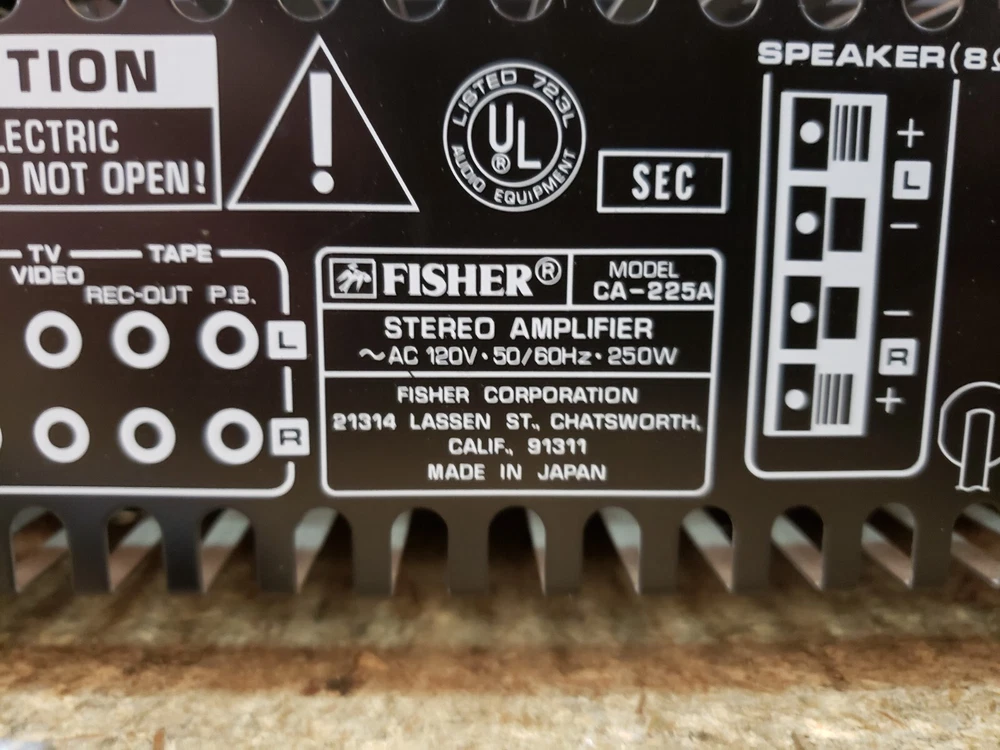 TION
LECTRIC
DO NOT OPEN!
!
LISTED 723L
UL®
AUDIO EQUIPMENT
SEC
SPEAKER(8Ω
+
L
−
−
R
+
TV
VIDEO
TAPE
REC-OUT P.B.
L
R
FISHER®
MODEL
CA-225A
STEREO AMPLIFIER
~AC 120V·50/60Hz·250W
FISHER CORPORATION
21314 LASSEN ST., CHATSWORTH,
CALIF., 91311
MADE IN JAPAN